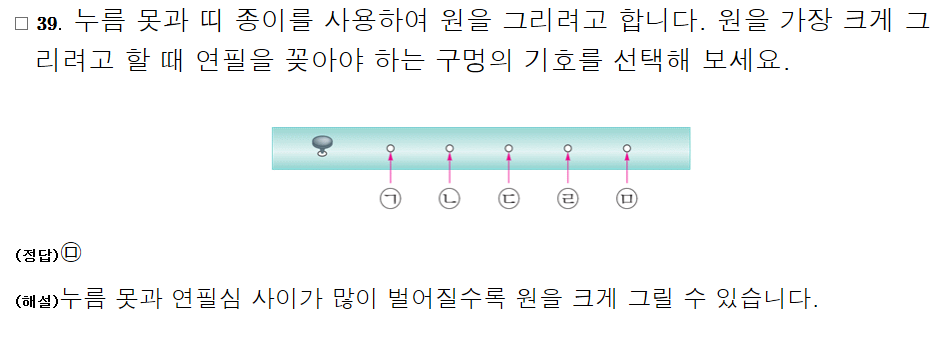 □ 39. 누름 못과 띠 종이를 사용하여 원을 그리려고 합니다. 원을 가장 크게 그
리려고 할 때 연필을 꽂아야 하는 구멍의 기호를 선택해 보세요.
㉠ ㉡ ㉢ ㉣ ㉤
(정답)㉤
(해설)누름 못과 연필심 사이가 많이 벌어질수록 원을 크게 그릴 수 있습니다.